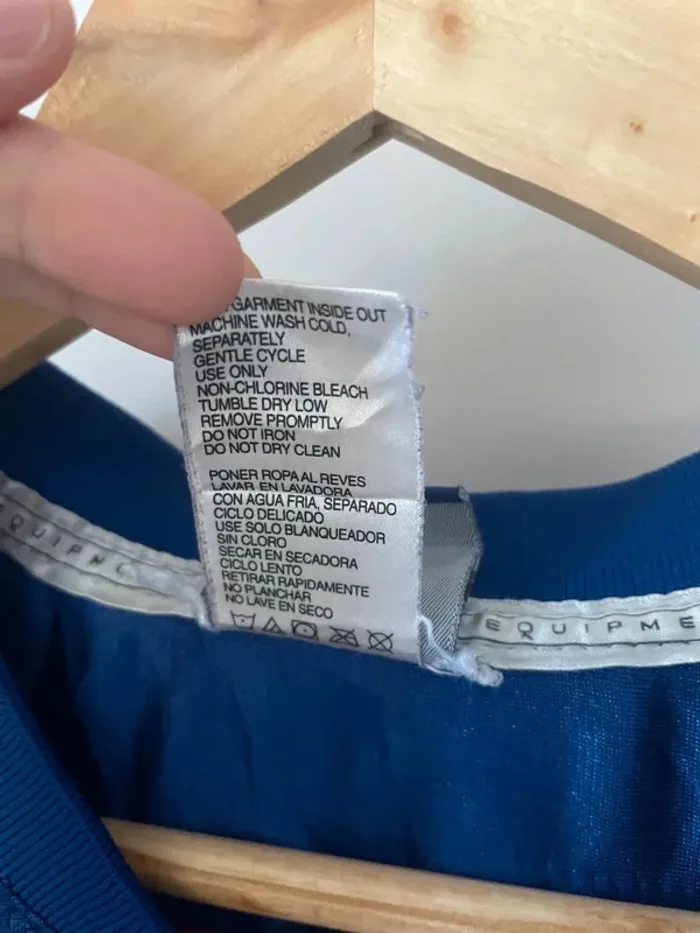 GARMENT INSIDE OUT
MACHINE WASH COLD,
SEPARATELY
GENTLE CYCLE
USE ONLY
NON-CHLORINE BLEACH
TUMBLE DRY LOW
REMOVE PROMPTLY
DO NOT IRON
DO NOT DRY CLEAN
PONER ROPA AL REVES
LAVAR EN LAVADORA
CON AGUA FRIA, SEPARADO
CICLO DELICADO
USE SOLO BLANQUEADOR
SIN CLORO
SECAR EN SECADORA
CICLO LENTO
RETIRAR RAPIDAMENTE
NO PLANCHAR
NO LAVE EN SECO
EQUIPME